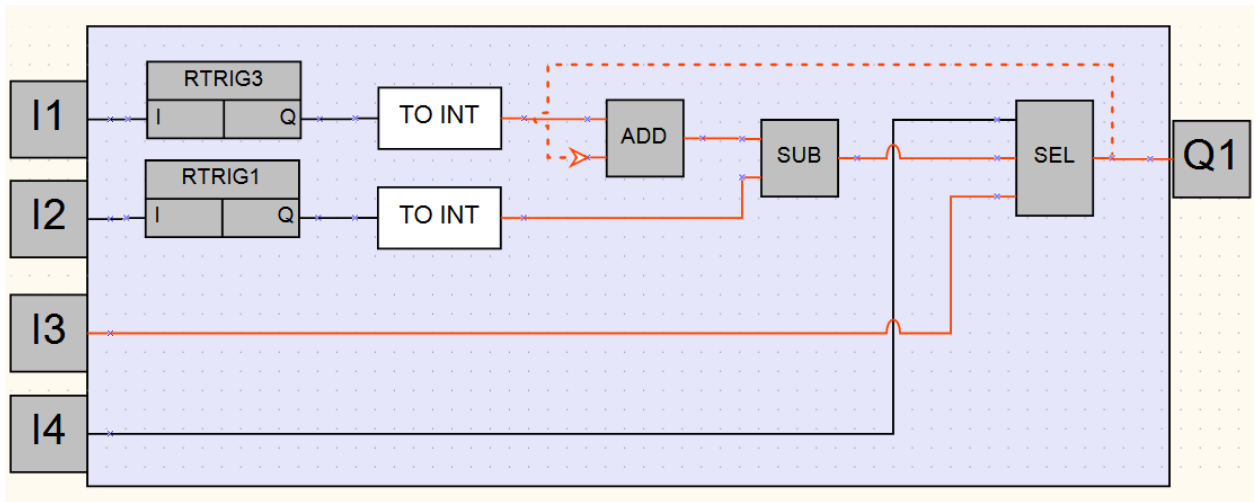 I1
RTRIG3
I Q
TO INT
ADD
SUB
SEL
Q1
I2
RTRIG1
I Q
TO INT
I3
I4